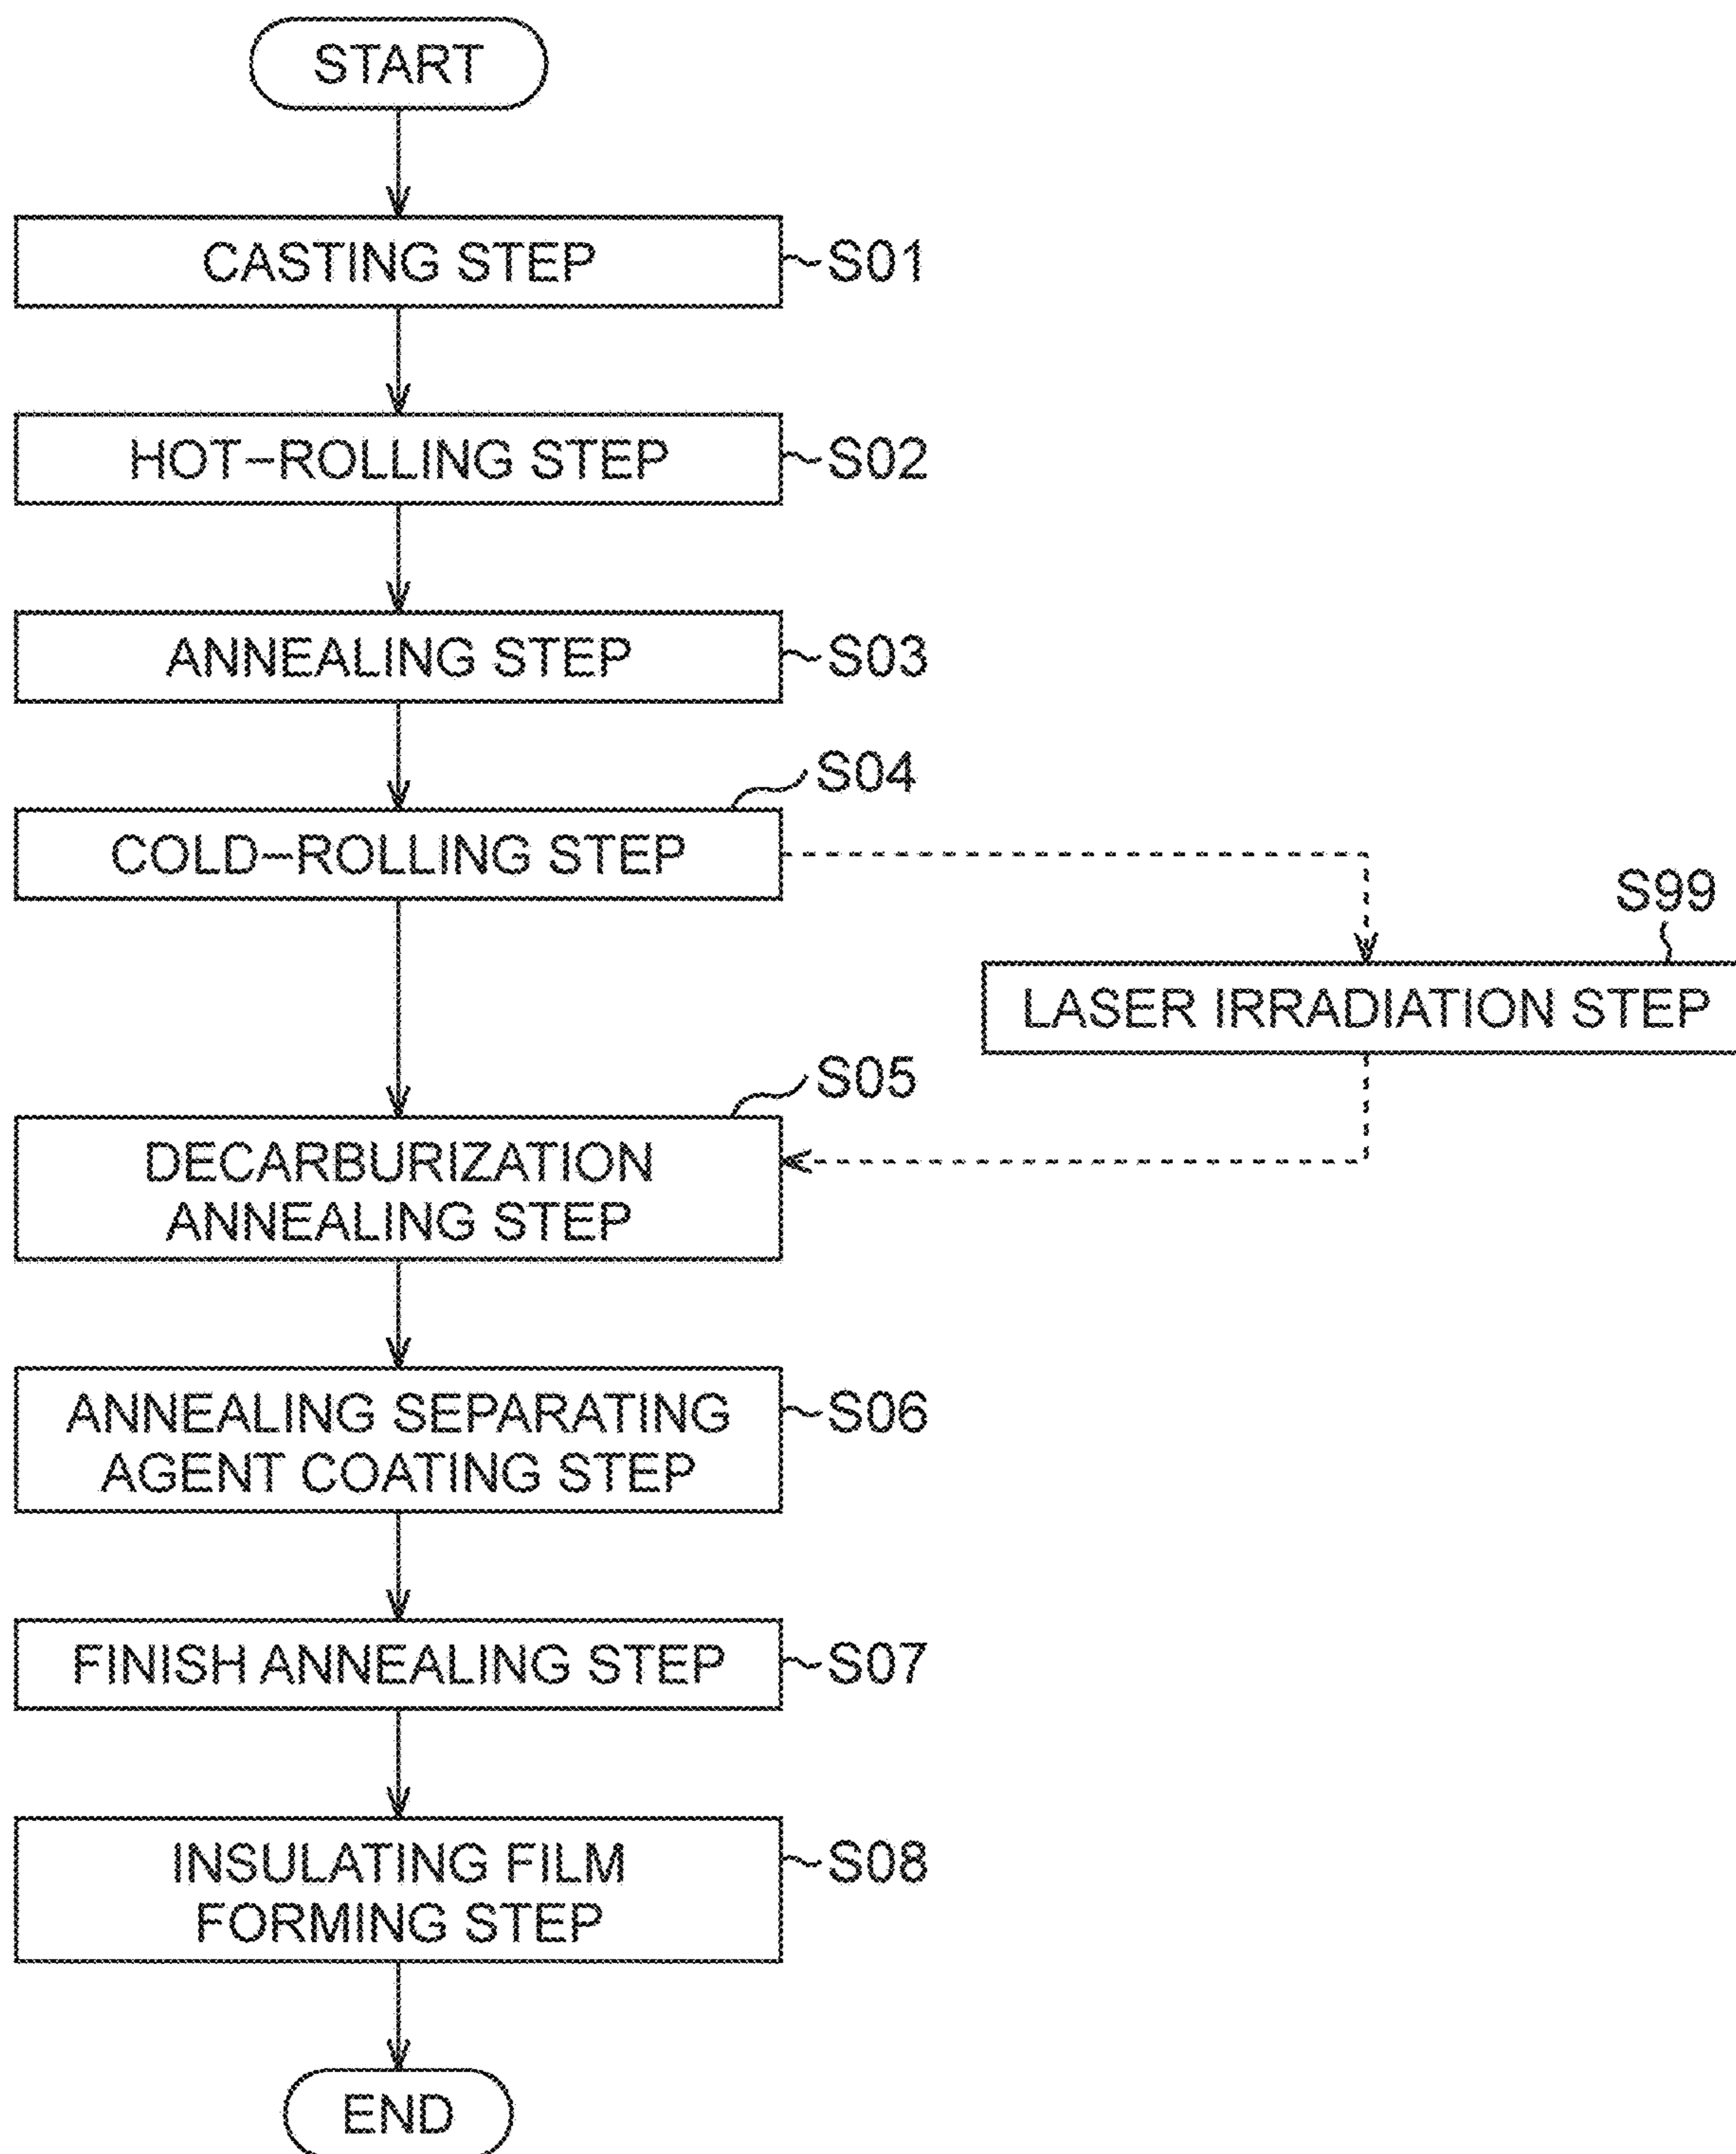 START
CASTING STEP
S01
HOT–ROLLING STEP
S02
ANNEALING STEP
S03
S04
COLD–ROLLING STEP
S99
LASER IRRADIATION STEP
S05
DECARBURIZATION
ANNEALING STEP
ANNEALING SEPARATING
AGENT COATING STEP
S06
FINISH ANNEALING STEP
S07
INSULATING FILM
FORMING STEP
S08
END